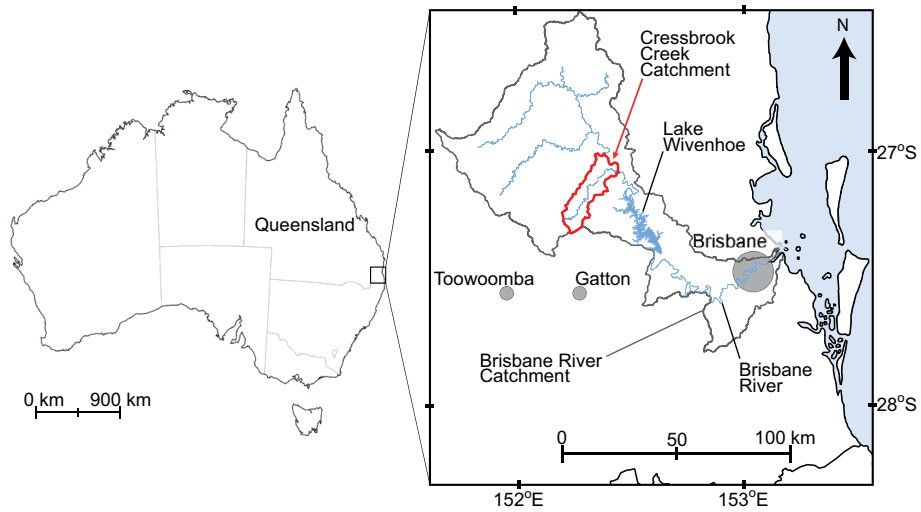 Queensland
0 km
900 km
N
Cressbrook
Creek
Catchment
Lake
Wivenhoe
27°S
Brisbane
Toowoomba
Gatton
Brisbane River
Catchment
Brisbane
River
28°S
0
50
100 km
152°E
153°E